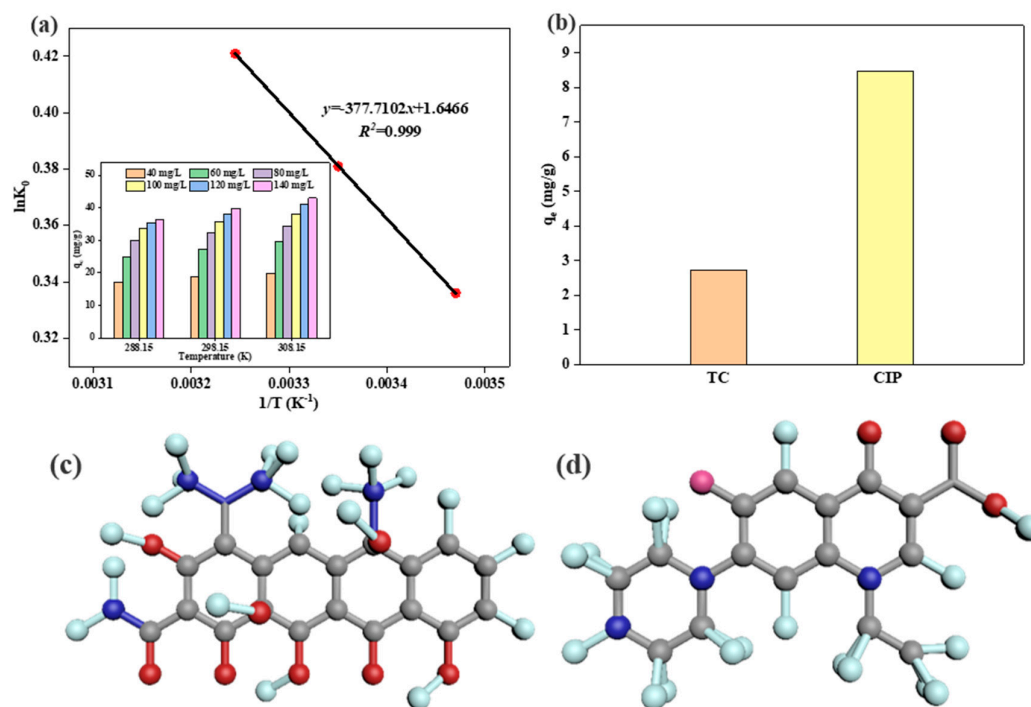 (a)
0.42
0.40
0.38
0.36
0.34
0.32
lnK₀
y=-377.7102x+1.6466
R²=0.999
40 mg/L 60 mg/L 80 mg/L
100 mg/L 120 mg/L 140 mg/L
50
40
30
20
10
0
qₑ (mg/g)
288.15 298.15 308.15
Temperature (K)
0.0031 0.0032 0.0033 0.0034 0.0035
1/T (K⁻¹)
(b)
9
8
7
6
5
4
3
2
1
0
qₑ (mg/g)
TC CIP
(c)
(d)